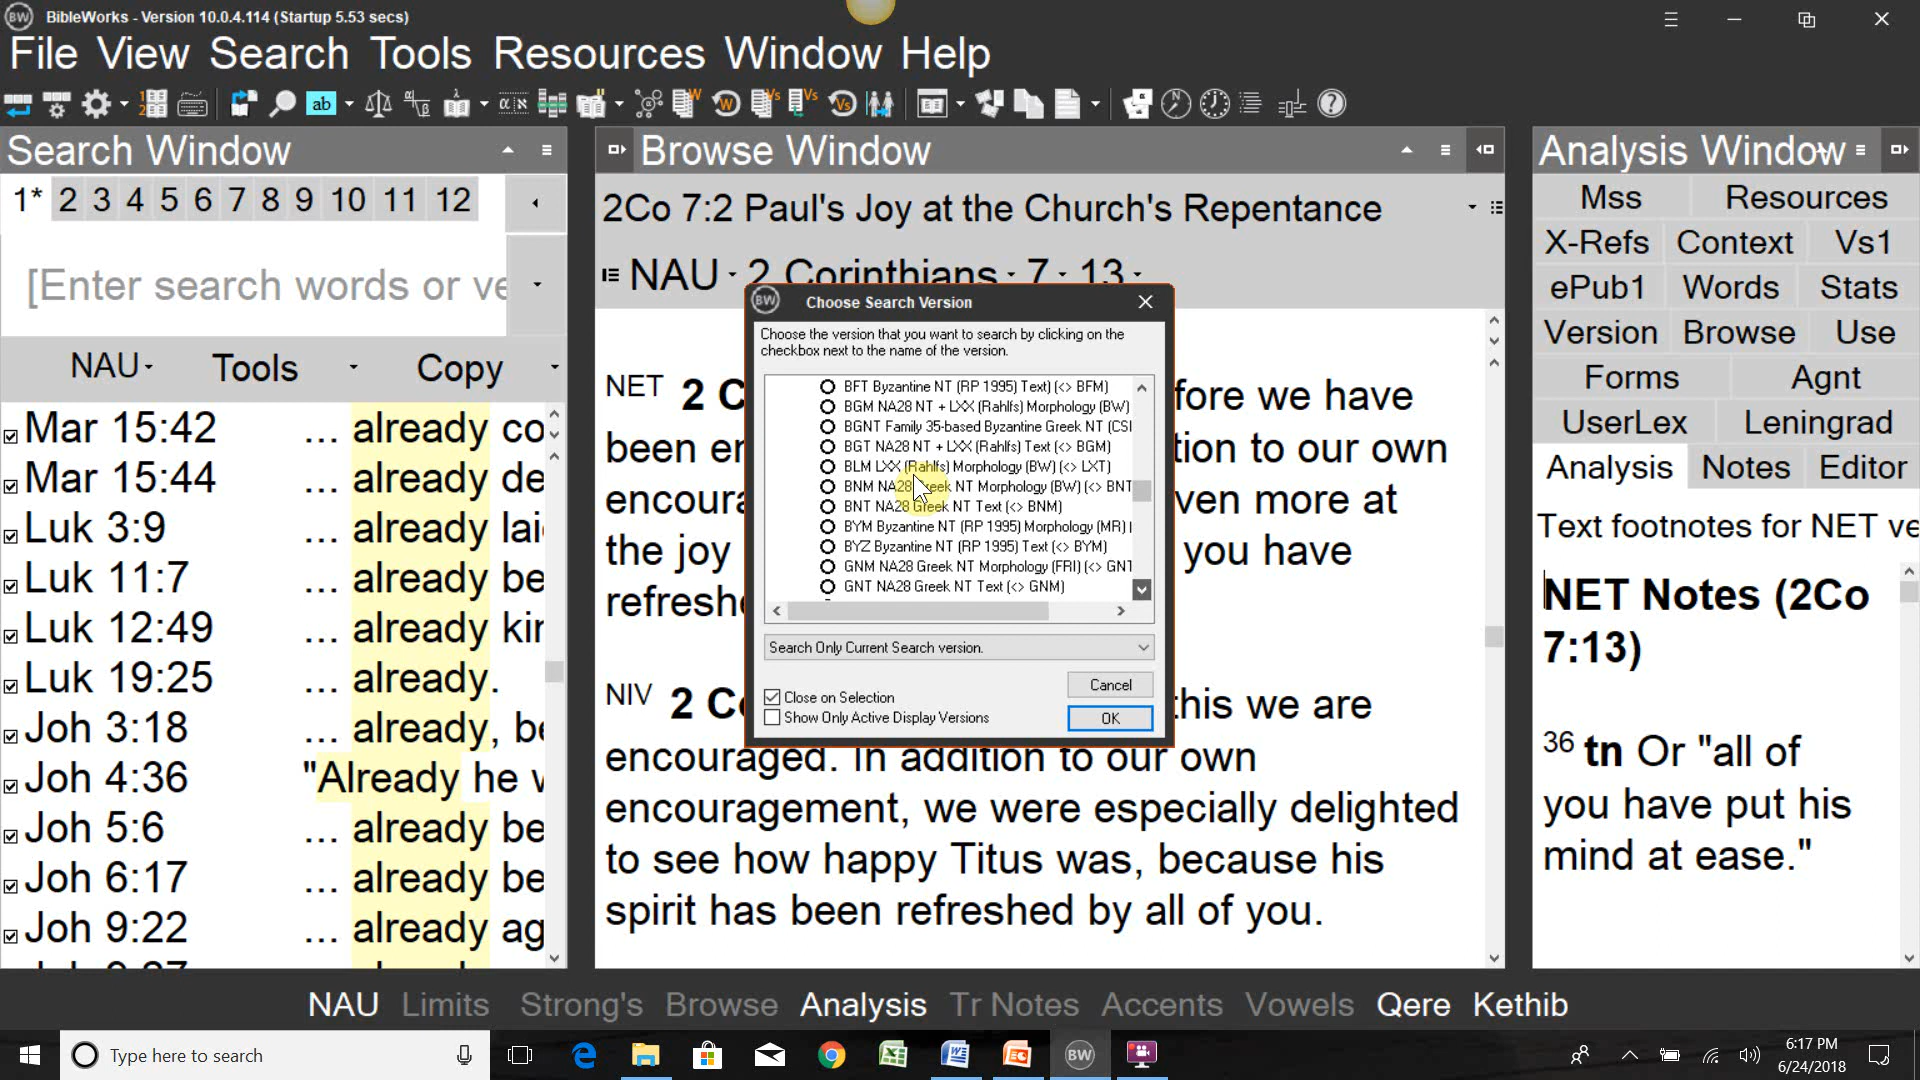 BW BibleWorks - Version 10.0.4.114 (Startup 5.53 secs)
File View Search Tools Resources Window Help
Search Window
1* 2 3 4 5 6 7 8 9 10 11 12
[Enter search words or ve
NAU Tools Copy
Mar 15:42 ... already co
Mar 15:44 ... already de
Luk 3:9 ... already lai
Luk 11:7 ... already be
Luk 12:49 ... already kin
Luk 19:25 ... already.
Joh 3:18 ... already, be
Joh 4:36 "Already he w
Joh 5:6 ... already be
Joh 6:17 ... already be
Joh 9:22 ... already ag
Browse Window
2Co 7:2 Paul's Joy at the Church's Repentance
NAU 2 Corinthians 7 13
NET 2 C fore we have
been en tion to our own
encoura ven more at
the joy you have
refreshe
NIV 2 Co this we are
encouraged. In addition to our own
encouragement, we were especially delighted
to see how happy Titus was, because his
spirit has been refreshed by all of you.
BW Choose Search Version
Choose the version that you want to search by clicking on the
checkbox next to the name of the version.
BFT Byzantine NT (RP 1995) Text) (<> BFM)
BGM NA28 NT + LXX (Rahlfs) Morphology (BW)
BGNT Family 35-based Byzantine Greek NT (CSI
BGT NA28 NT + LXX (Rahlfs) Text (<> BGM)
BLM LXX (Rahlfs) Morphology (BW) (<> LXT)
BNM NA28 Greek NT Morphology (BW) (<> BNT
BNT NA28 Greek NT Text (<> BNM)
BYM Byzantine NT (RP 1995) Morphology (MR) (
BYZ Byzantine NT (RP 1995) Text (<> BYM)
GNM NA28 Greek NT Morphology (FRI) (<> GNT
GNT NA28 Greek NT Text (<> GNM)
Search Only Current Search version.
Close on Selection
Show Only Active Display Versions
Cancel
OK
Analysis Window
Mss Resources
X-Refs Context Vs1
ePub1 Words Stats
Version Browse Use
Forms Agnt
UserLex Leningrad
Analysis Notes Editor
Text footnotes for NET ve
NET Notes (2Co
7:13)
36 tn Or "all of
you have put his
mind at ease."
NAU Limits Strong's Browse Analysis Tr Notes Accents Vowels Qere Kethib
Type here to search
BW
6:17 PM
6/24/2018